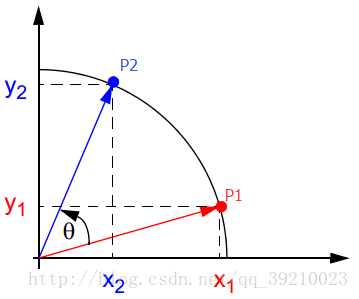 P2
y2
P1
y1
θ
http://blog.csdn.net/qq_39210023
x2
x1